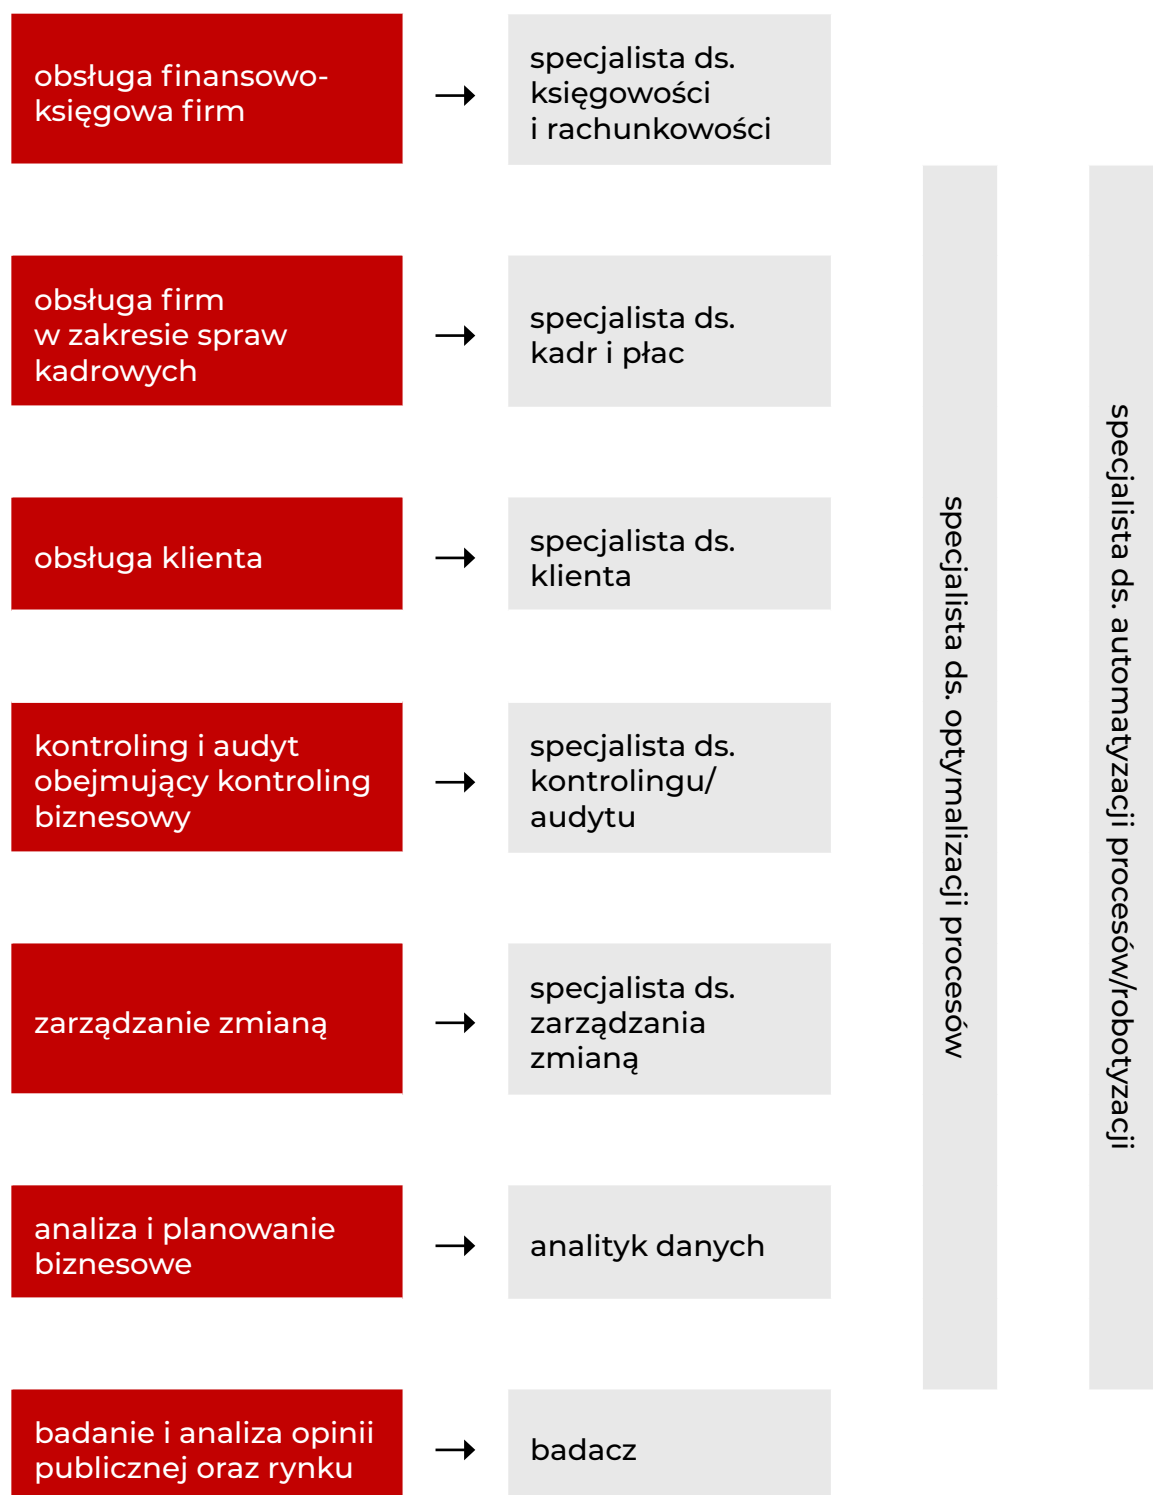 obsługa finansowo-
księgowa firm
specjalista ds.
księgowości
i rachunkowości
obsługa firm
w zakresie spraw
kadrowych
specjalista ds.
kadr i płac
obsługa klienta
specjalista ds.
klienta
kontroling i audyt
obejmujący kontroling
biznesowy
specjalista ds.
kontrolingu/
audytu
zarządzanie zmianą
specjalista ds.
zarządzania
zmianą
analiza i planowanie
biznesowe
analityk danych
badanie i analiza opinii
publicznej oraz rynku
badacz
specjalista ds. optymalizacji procesów
specjalista ds. automatyzacji procesów/robotyzacji